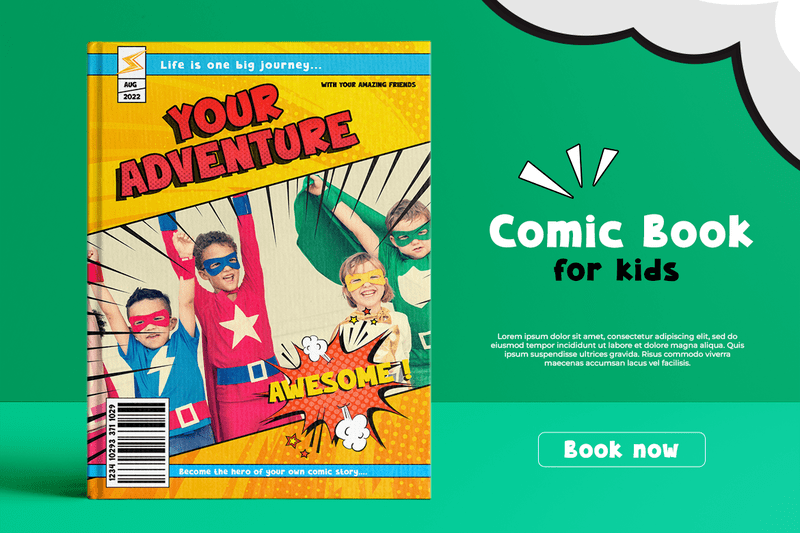 Life is one big journey...
AUG
2022
WITH YOUR AMAZING FRIENDS
YOUR
ADVENTURE
AWESOME!
1234 10293 371 1029
Become the hero of your own comic story....
Comic Book
for kids
Lorem ipsum dolor sit amet, consectetur adipiscing elit, sed do
eiusmod tempor incididunt ut labore et dolore magna aliqua. Quis
ipsum suspendisse ultrices gravida. Risus commodo viverra
maecenas accumsan lacus vel facilisis.
Book now